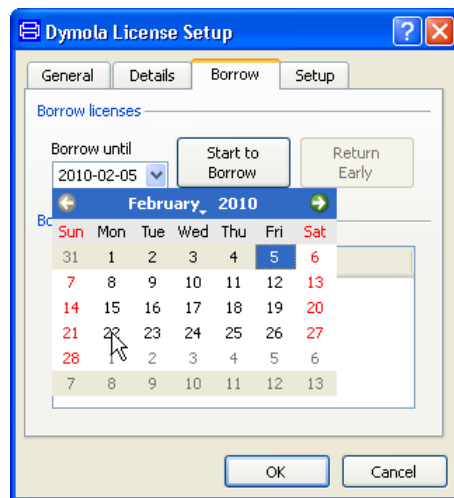 Dymola License Setup
General Details Borrow Setup
Borrow licenses
Borrow until
2010-02-05
Start to
Borrow
Return
Early
February 2010
Sun Mon Tue Wed Thu Fri Sat
31 1 2 3 4 5 6
7 8 9 10 11 12 13
14 15 16 17 18 19 20
21 22 23 24 25 26 27
28 1 2 3 4 5 6
7 8 9 10 11 12 13
OK Cancel